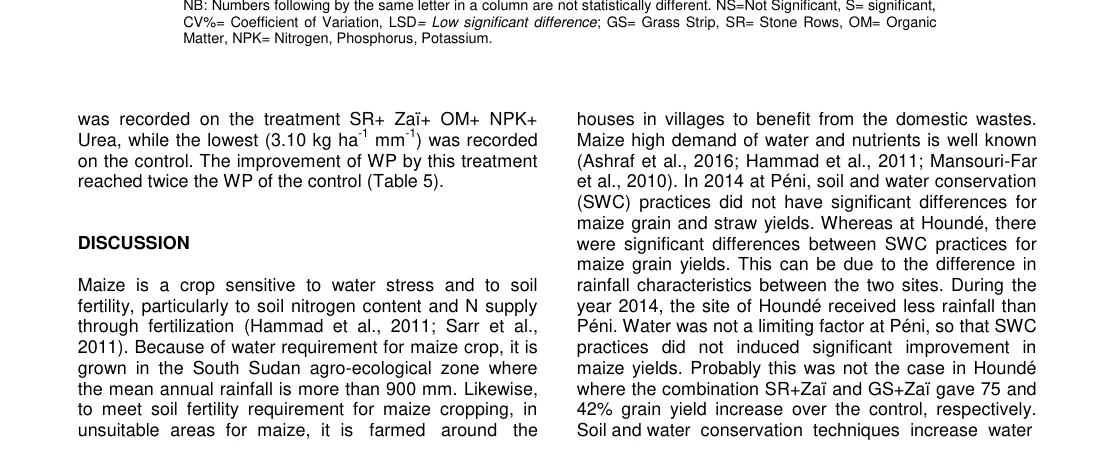 NB: Numbers following by the same letter in a column are not statistically different. NS=Not Significant, S= significant,
CV%= Coefficient of Variation, LSD= Low significant difference; GS= Grass Strip, SR= Stone Rows, OM= Organic
Matter, NPK= Nitrogen, Phosphorus, Potassium.
was recorded on the treatment SR+ Zaï+ OM+ NPK+
Urea, while the lowest (3.10 kg ha-1 mm-1) was recorded
on the control. The improvement of WP by this treatment
reached twice the WP of the control (Table 5).
DISCUSSION
Maize is a crop sensitive to water stress and to soil
fertility, particularly to soil nitrogen content and N supply
through fertilization (Hammad et al., 2011; Sarr et al.,
2011). Because of water requirement for maize crop, it is
grown in the South Sudan agro-ecological zone where
the mean annual rainfall is more than 900 mm. Likewise,
to meet soil fertility requirement for maize cropping, in
unsuitable areas for maize, it is farmed around the
houses in villages to benefit from the domestic wastes.
Maize high demand of water and nutrients is well known
(Ashraf et al., 2016; Hammad et al., 2011; Mansouri-Far
et al., 2010). In 2014 at Péni, soil and water conservation
(SWC) practices did not have significant differences for
maize grain and straw yields. Whereas at Houndé, there
were significant differences between SWC practices for
maize grain yields. This can be due to the difference in
rainfall characteristics between the two sites. During the
year 2014, the site of Houndé received less rainfall than
Péni. Water was not a limiting factor at Péni, so that SWC
practices did not induced significant improvement in
maize yields. Probably this was not the case in Houndé
where the combination SR+Zaï and GS+Zaï gave 75 and
42% grain yield increase over the control, respectively.
Soil and water conservation techniques increase water